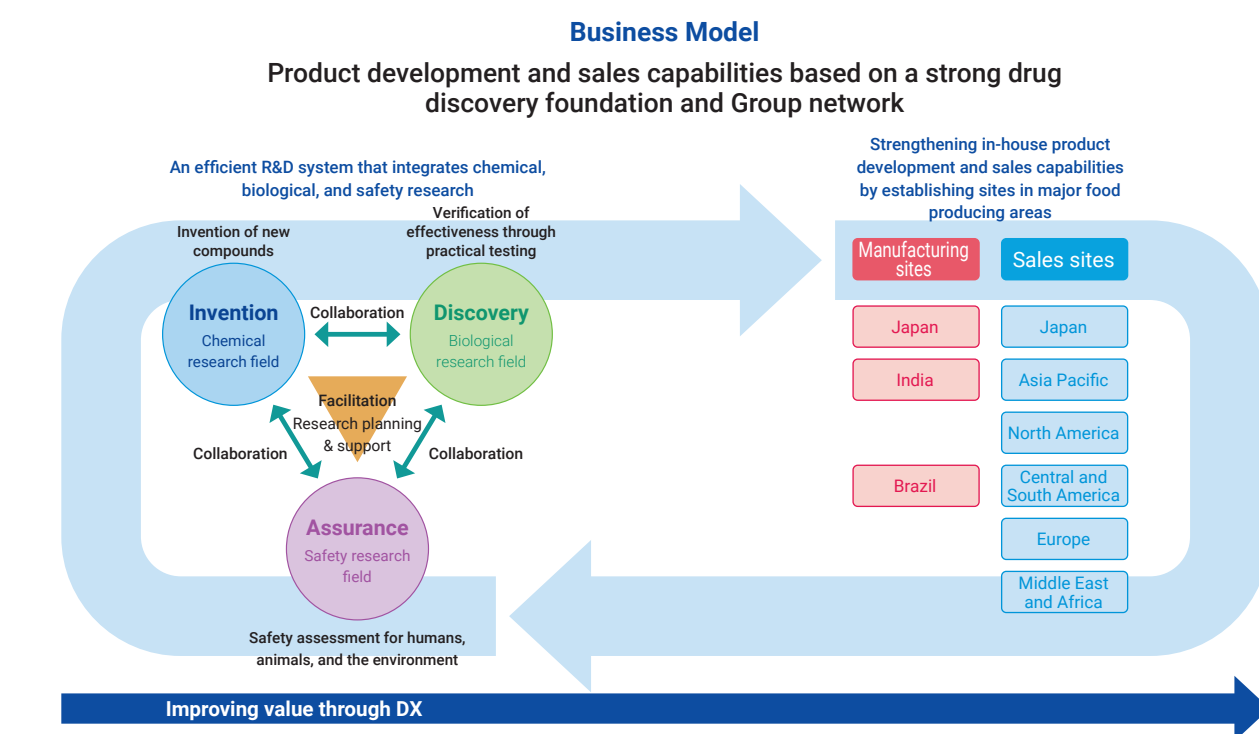 Business Model
Product development and sales capabilities based on a strong drug
discovery foundation and Group network
An efficient R&D system that integrates chemical,
biological, and safety research
Invention of new
compounds
Verification of
effectiveness through
practical testing
Invention
Chemical
research field
Collaboration
Discovery
Biological
research field
Facilitation
Research planning
& support
Collaboration
Collaboration
Assurance
Safety research
field
Safety assessment for humans,
animals, and the environment
Strengthening in-house product
development and sales capabilities
by establishing sites in major food
producing areas
Manufacturing
sites
Sales sites
Japan
Japan
India
Asia Pacific
North America
Brazil
Central and
South America
Europe
Middle East
and Africa
Improving value through DX